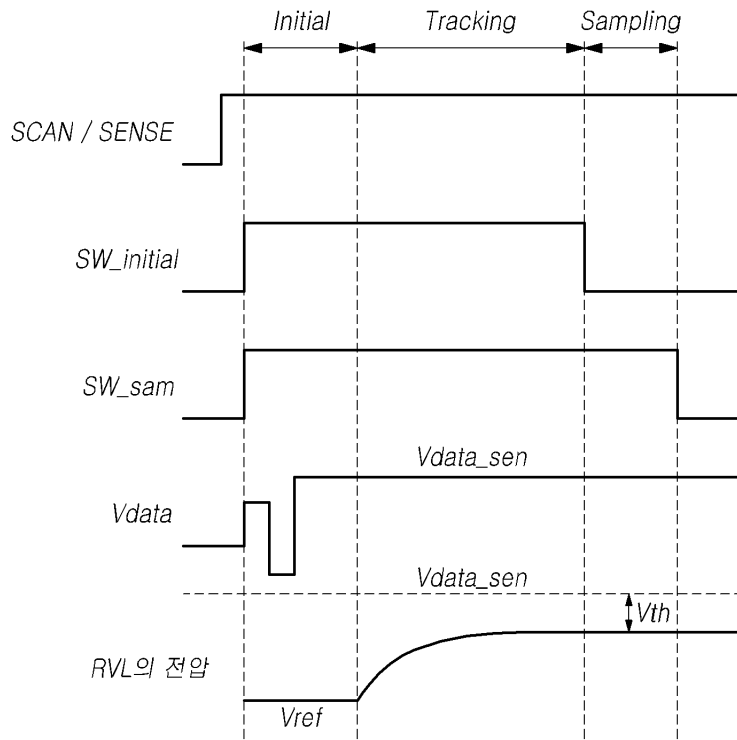 Initial
Tracking
Sampling
SCAN / SENSE
SW_initial
SW_sam
Vdata_sen
Vdata
Vdata_sen
Vth
RVL의 전압
Vref